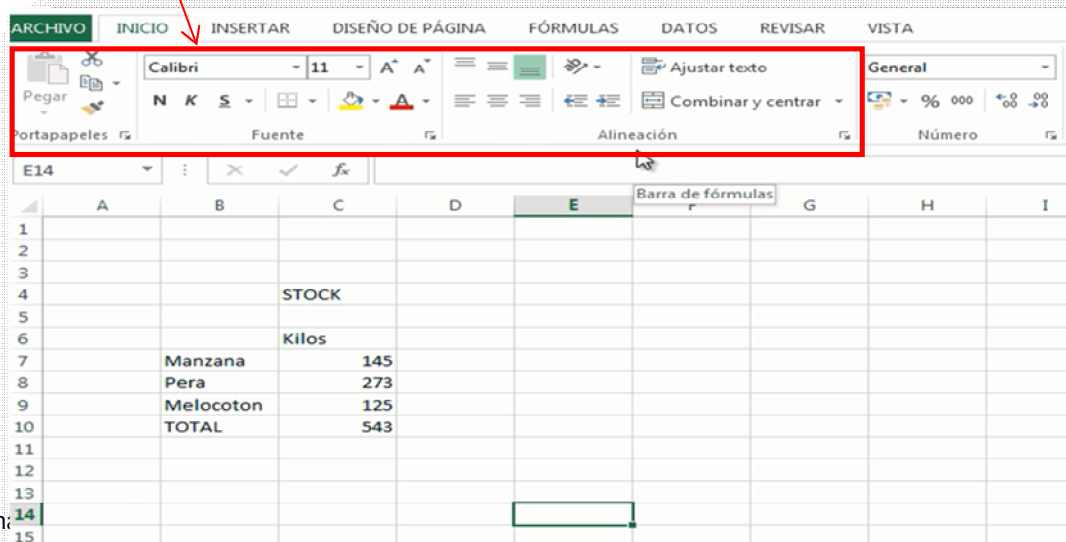 ARCHIVO INICIO INSERTAR DISEÑO DE PÁGINA FÓRMULAS DATOS REVISAR VISTA
Calibri 11 Ajustar texto General
Pegar N K S A Combinar y centrar % 000
Portapapeles Fuente Alineación Número
E14 fx
Barra de fórmulas
A B C D E F G H I
1
2
3
4 STOCK
5
6 Kilos
7 Manzana 145
8 Pera 273
9 Melocoton 125
10 TOTAL 543
11
12
13
14
15